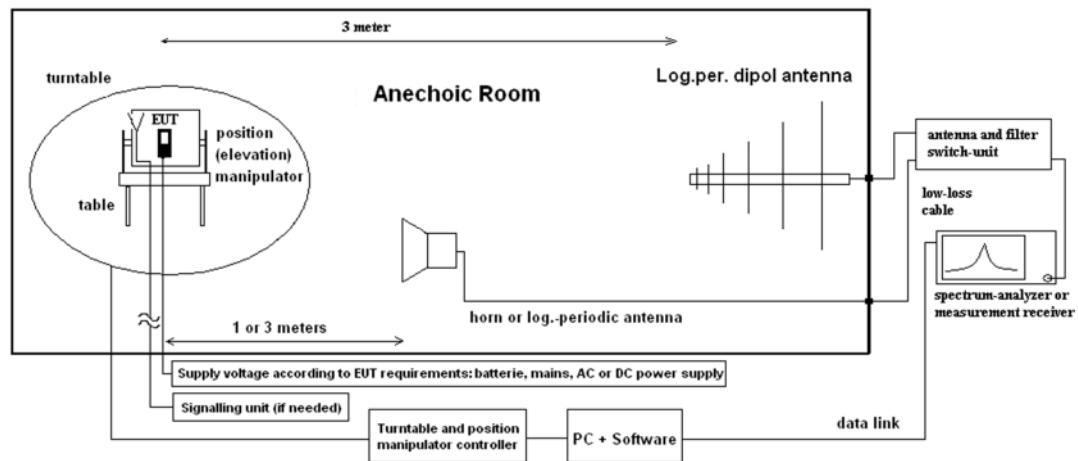 3 meter
turntable
Log.per. dipol antenna
Anechoic Room
EUT
position
(elevation)
manipulator
table
antenna and filter
switch-unit
low-loss
cable
spectrum-analyzer or
measurement receiver
horn or log.-periodic antenna
1 or 3 meters
Supply voltage according to EUT requirements: batterie, mains, AC or DC power supply
Signalling unit (if needed)
Turntable and position
manipulator controller
PC + Software
data link